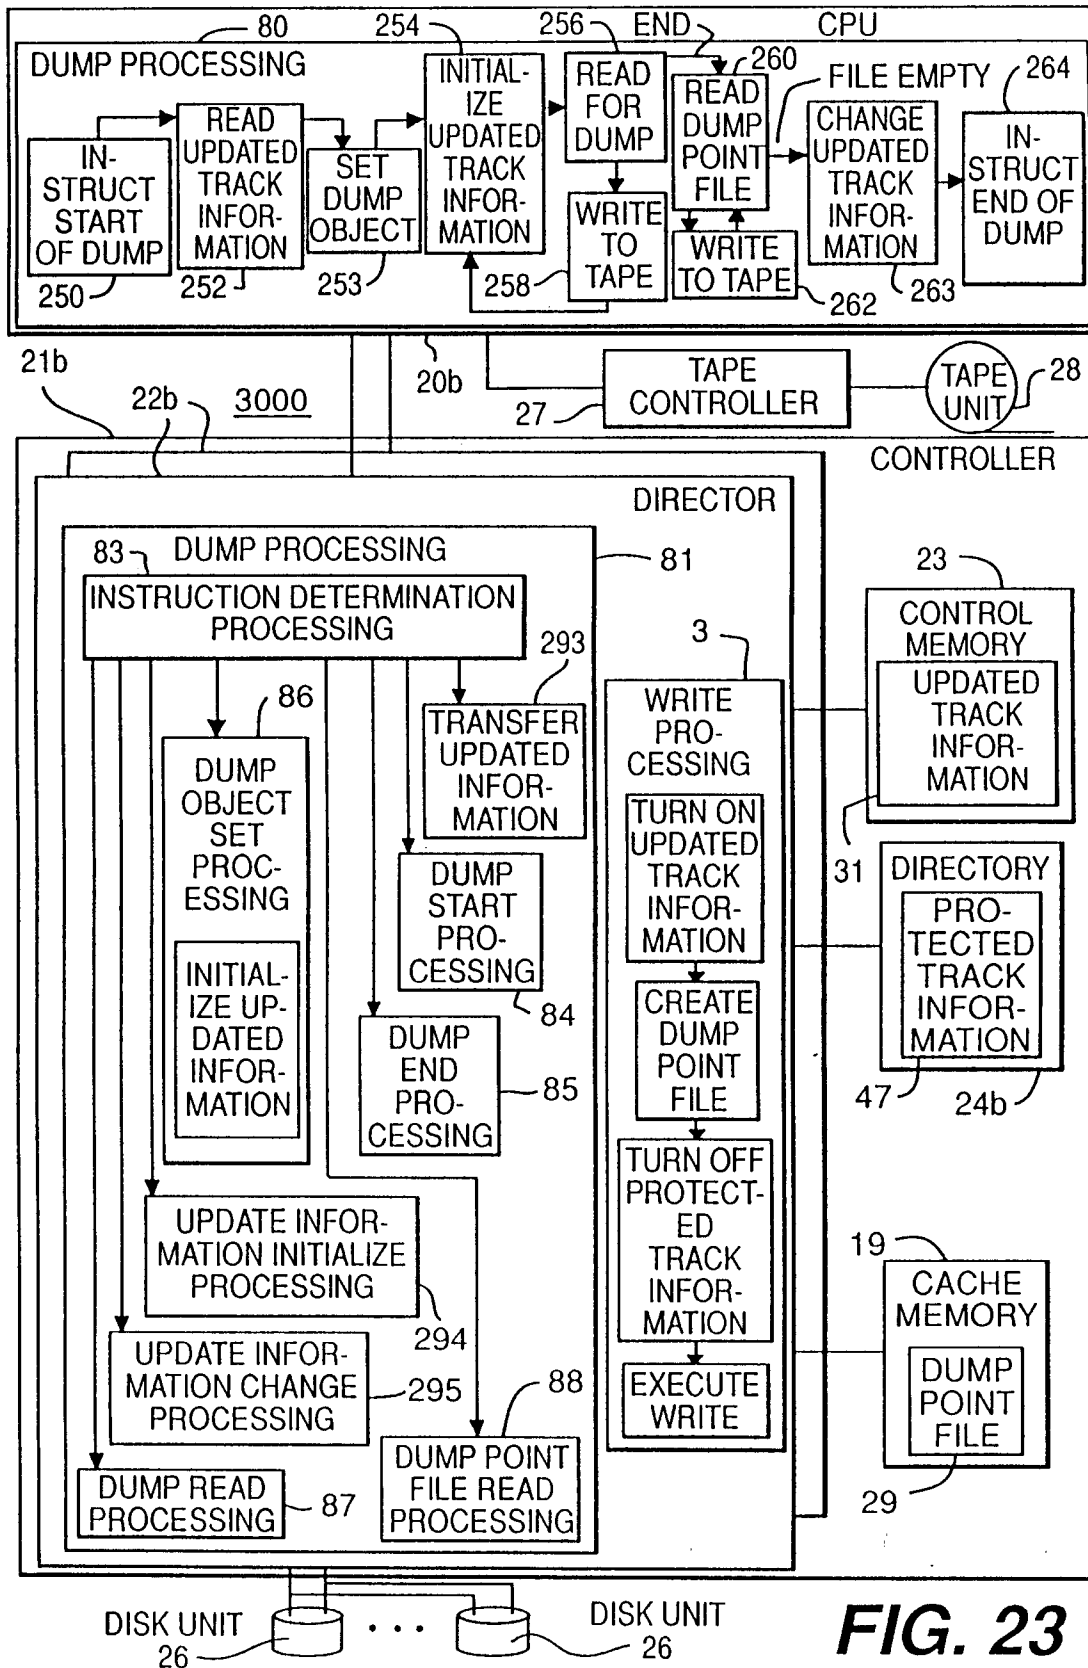 80
254
256
END
CPU
DUMP PROCESSING
260
FILE EMPTY
264
IN-
STRUCT
START
OF DUMP
250
READ
UPDATED
TRACK
INFOR-
MATION
252
SET
DUMP
OBJECT
253
INITIAL-
IZE
UPDATED
TRACK
INFOR-
MATION
READ
FOR
DUMP
WRITE
TO
TAPE
258
READ
DUMP
POINT
FILE
WRITE
TO TAPE
262
CHANGE
UPDATED
TRACK
INFOR-
MATION
263
IN-
STRUCT
END OF
DUMP
20b
21b
22b
3000
TAPE
CONTROLLER
27
TAPE
UNIT
28
CONTROLLER
DIRECTOR
DUMP PROCESSING
81
83
INSTRUCTION DETERMINATION
PROCESSING
293
TRANSFER
UPDATED
INFOR-
MATION
86
DUMP
OBJECT
SET
PROC-
ESSING
INITIAL-
IZE UP-
DATED
INFOR-
MATION
DUMP
START
PRO-
CESSING
84
DUMP
END
PRO-
CESSING
85
UPDATE INFOR-
MATION INITIALIZE
PROCESSING
294
UPDATE INFOR-
MATION CHANGE
PROCESSING
295
88
DUMP READ
PROCESSING
87
DUMP POINT
FILE READ
PROCESSING
3
WRITE
PRO-
CESSING
TURN ON
UPDATED
TRACK
INFOR-
MATION
CREATE
DUMP
POINT
FILE
TURN OFF
PROTECT-
ED
TRACK
INFOR-
MATION
EXECUTE
WRITE
23
CONTROL
MEMORY
UPDATED
TRACK
INFOR-
MATION
31
DIRECTORY
PRO-
TECTED
TRACK
INFOR-
MATION
47
24b
19
CACHE
MEMORY
DUMP
POINT
FILE
29
DISK UNIT
26
DISK UNIT
26
FIG. 23